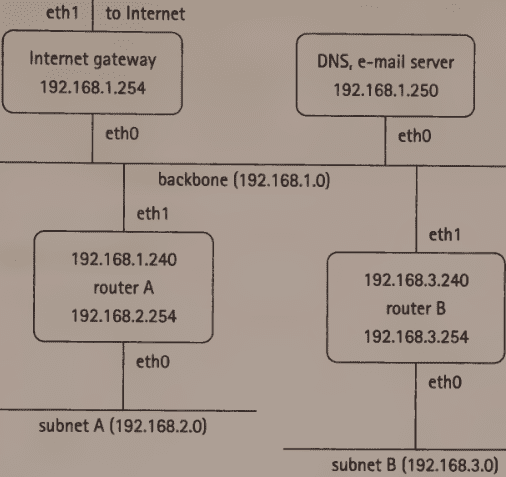 eth1 to Internet
Internet gateway
192.168.1.254
eth0
DNS, e-mail server
192.168.1.250
eth0
backbone (192.168.1.0)
eth1
192.168.1.240
router A
192.168.2.254
eth0
subnet A (192.168.2.0)
eth1
192.168.3.240
router B
192.168.3.254
eth0
subnet B (192.168.3.0)